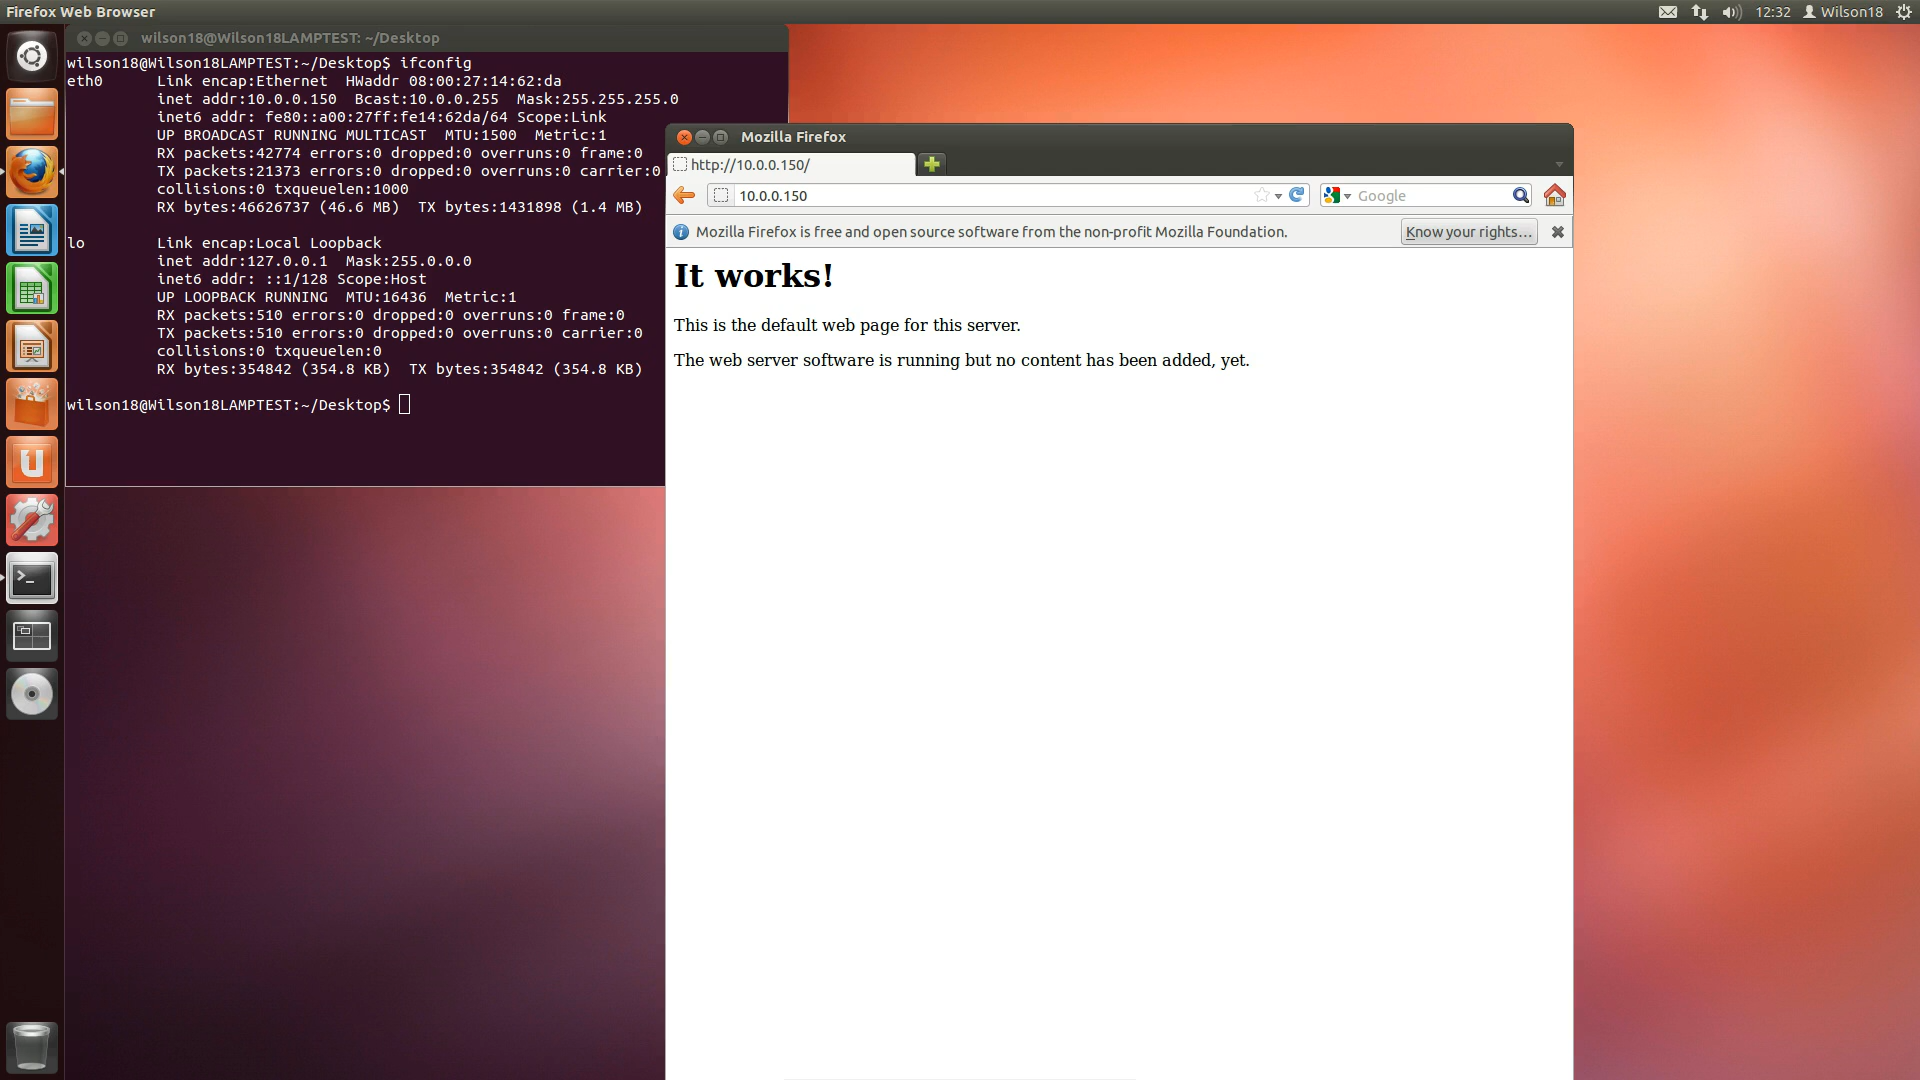 Firefox Web Browser
12:32 Wilson18
wilson18@Wilson18LAMPTEST: ~/Desktop
wilson18@Wilson18LAMPTEST:~/Desktop$ ifconfig
eth0      Link encap:Ethernet  HWaddr 08:00:27:14:62:da
inet addr:10.0.0.150  Bcast:10.0.0.255  Mask:255.255.255.0
inet6 addr: fe80::a00:27ff:fe14:62da/64 Scope:Link
UP BROADCAST RUNNING MULTICAST  MTU:1500  Metric:1
RX packets:42774 errors:0 dropped:0 overruns:0 frame:0
TX packets:21373 errors:0 dropped:0 overruns:0 carrier:0
collisions:0 txqueuelen:1000
RX bytes:46626737 (46.6 MB)  TX bytes:1431898 (1.4 MB)
lo        Link encap:Local Loopback
inet addr:127.0.0.1  Mask:255.0.0.0
inet6 addr: ::1/128 Scope:Host
UP LOOPBACK RUNNING  MTU:16436  Metric:1
RX packets:510 errors:0 dropped:0 overruns:0 frame:0
TX packets:510 errors:0 dropped:0 overruns:0 carrier:0
collisions:0 txqueuelen:0
RX bytes:354842 (354.8 KB)  TX bytes:354842 (354.8 KB)
wilson18@Wilson18LAMPTEST:~/Desktop$
Mozilla Firefox
http://10.0.0.150/
10.0.0.150
Google
Mozilla Firefox is free and open source software from the non-profit Mozilla Foundation.
Know your rights...
It works!
This is the default web page for this server.
The web server software is running but no content has been added, yet.